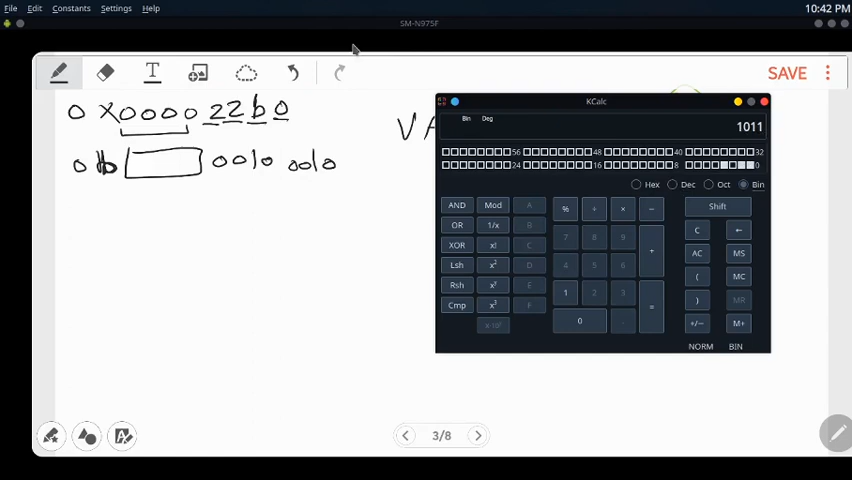 File Edit Constants Settings Help 10:42 PM
SM-N975F
SAVE
0 X0000 22b0
0b 0010 0010
KCalc
Bin Deg
1011
56 48 40 32
24 16 8 0
Hex Dec Oct Bin
AND Mod A % ÷ × − Shift
OR 1/x B 7 8 9 + C ←
XOR x! C AC MS
Lsh x² D 4 5 6 ( MC
Rsh xʸ E 1 2 3 = ) MR
Cmp x³ F 0 . +/− M+
X·10ʸ
NORM BIN
3/8